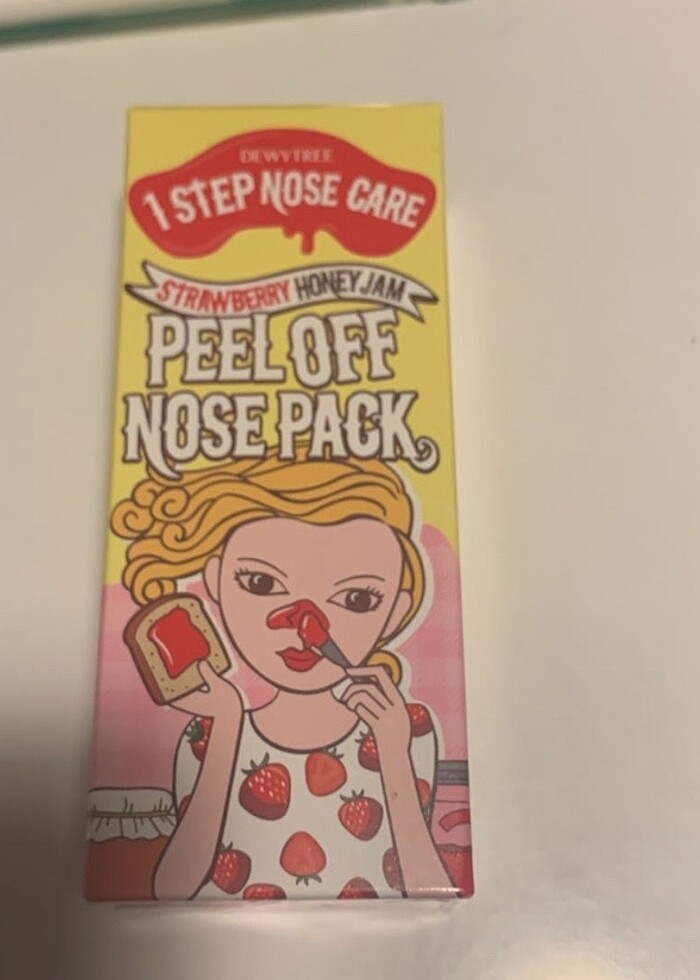 DEWYTREE
1 STEP NOSE CARE
STRAWBERRY HONEY JAM
PEEL OFF
NOSE PACK